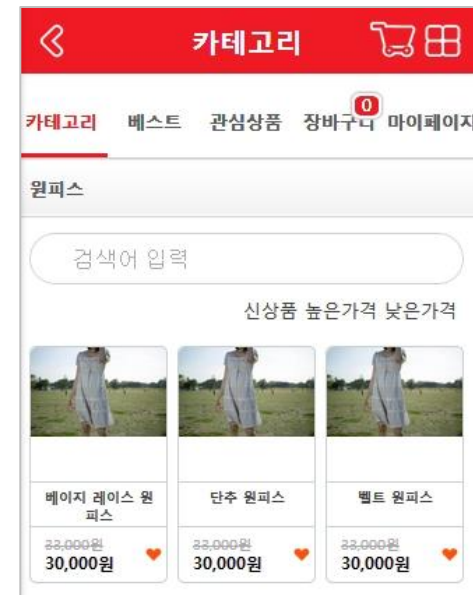 카테고리
카테고리 베스트 관심상품 장바구니 마이페이지
0
원피스
검색어 입력
신상품 높은가격 낮은가격
베이지 레이스 원
피스
33,000원
30,000원
단추 원피스
33,000원
30,000원
벨트 원피스
33,000원
30,000원